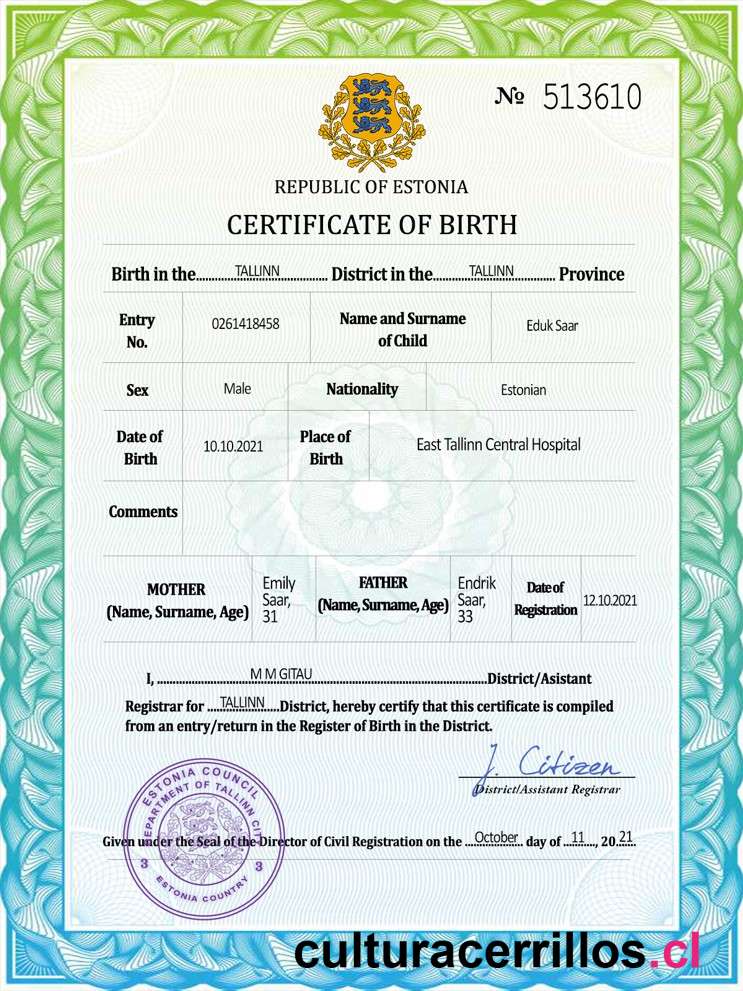 № 513610
REPUBLIC OF ESTONIA
CERTIFICATE OF BIRTH
Birth in the......TALLINN............ District in the.........TALLINN.......... Province
Entry No. 0261418458 Name and Surname of Child Eduk Saar
Sex Male Nationality Estonian
Date of Birth 10.10.2021 Place of Birth East Tallinn Central Hospital
Comments
MOTHER (Name, Surname, Age) Emily Saar, 31 FATHER (Name, Surname, Age) Endrik Saar, 33 Date of Registration 12.10.2021
I, ..........M M GITAU..........District/Asistant
Registrar for ...TALLINN....District, hereby certify that this certificate is compiled
from an entry/return in the Register of Birth in the District.
J. Citizen
District/Assistant Registrar
ESTONIA COUNCIL
DEPARTMENT OF TALLINN CITY
3 3
ESTONIA COUNTRY
Given under the Seal of the Director of Civil Registration on the ...October... day of ...11..., 20 21
culturacerrillos.cl